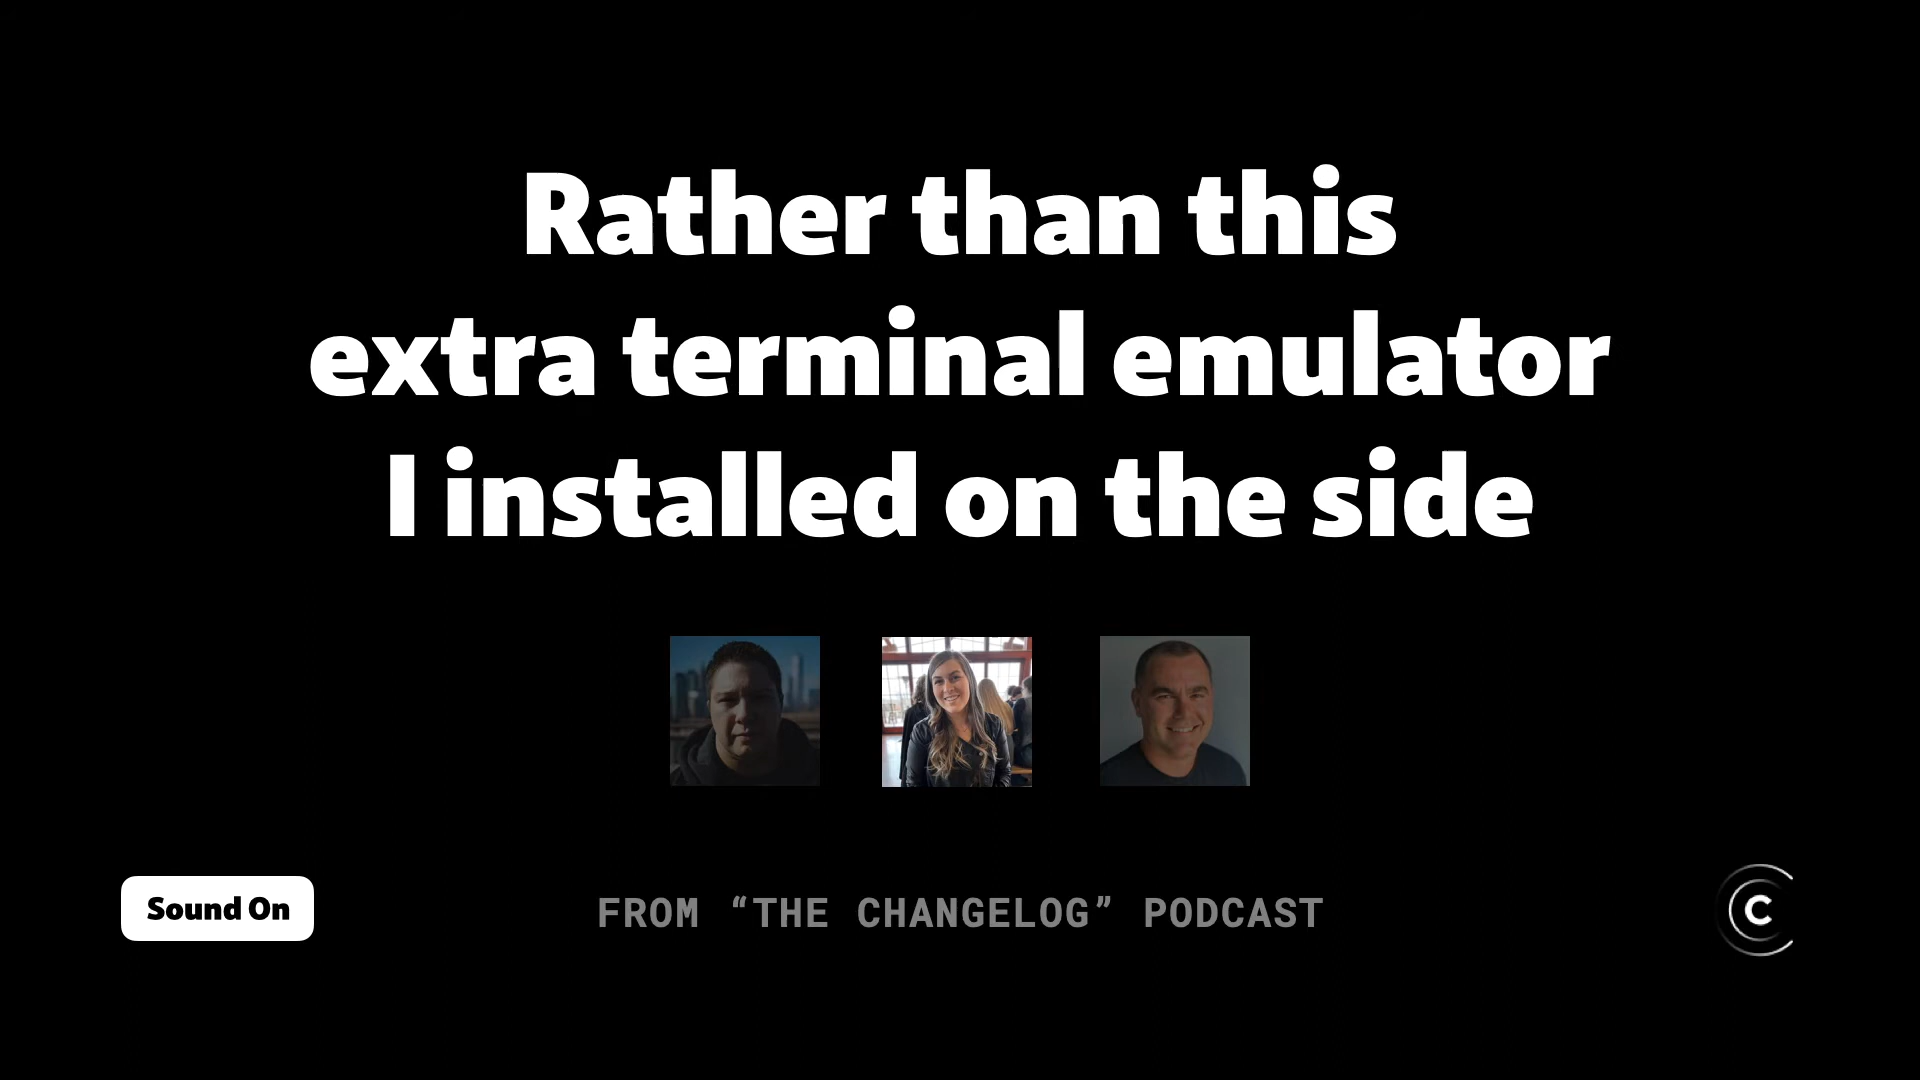 Rather than this
extra terminal emulator
I installed on the side
Sound On
FROM “THE CHANGELOG” PODCAST
C